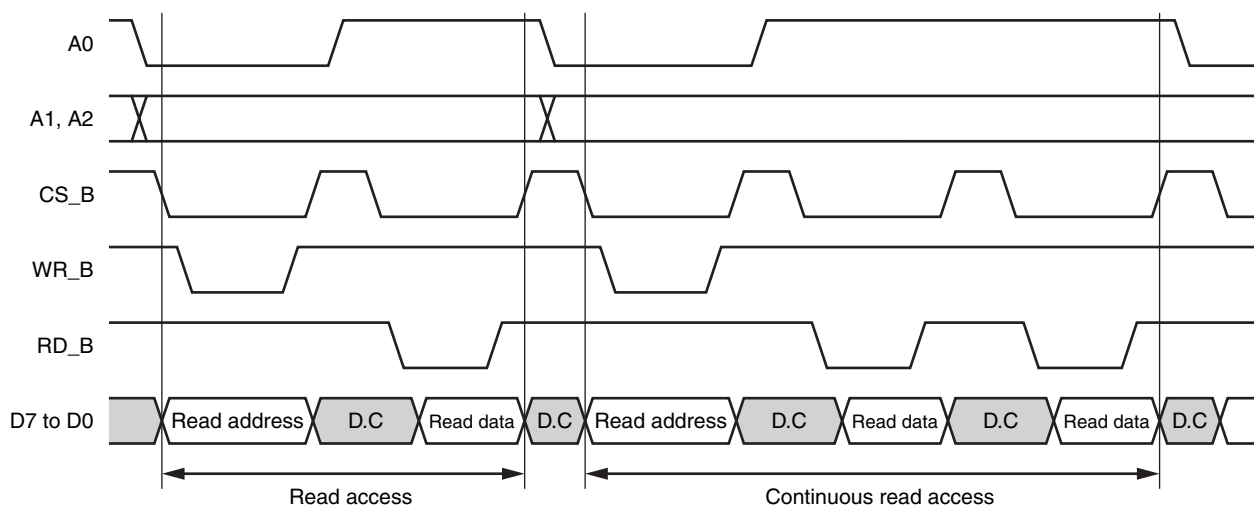 A0
A1, A2
CS_B
WR_B
RD_B
D7 to D0 Read address D.C Read data D.C Read address D.C Read data D.C Read data D.C
Read access Continuous read access